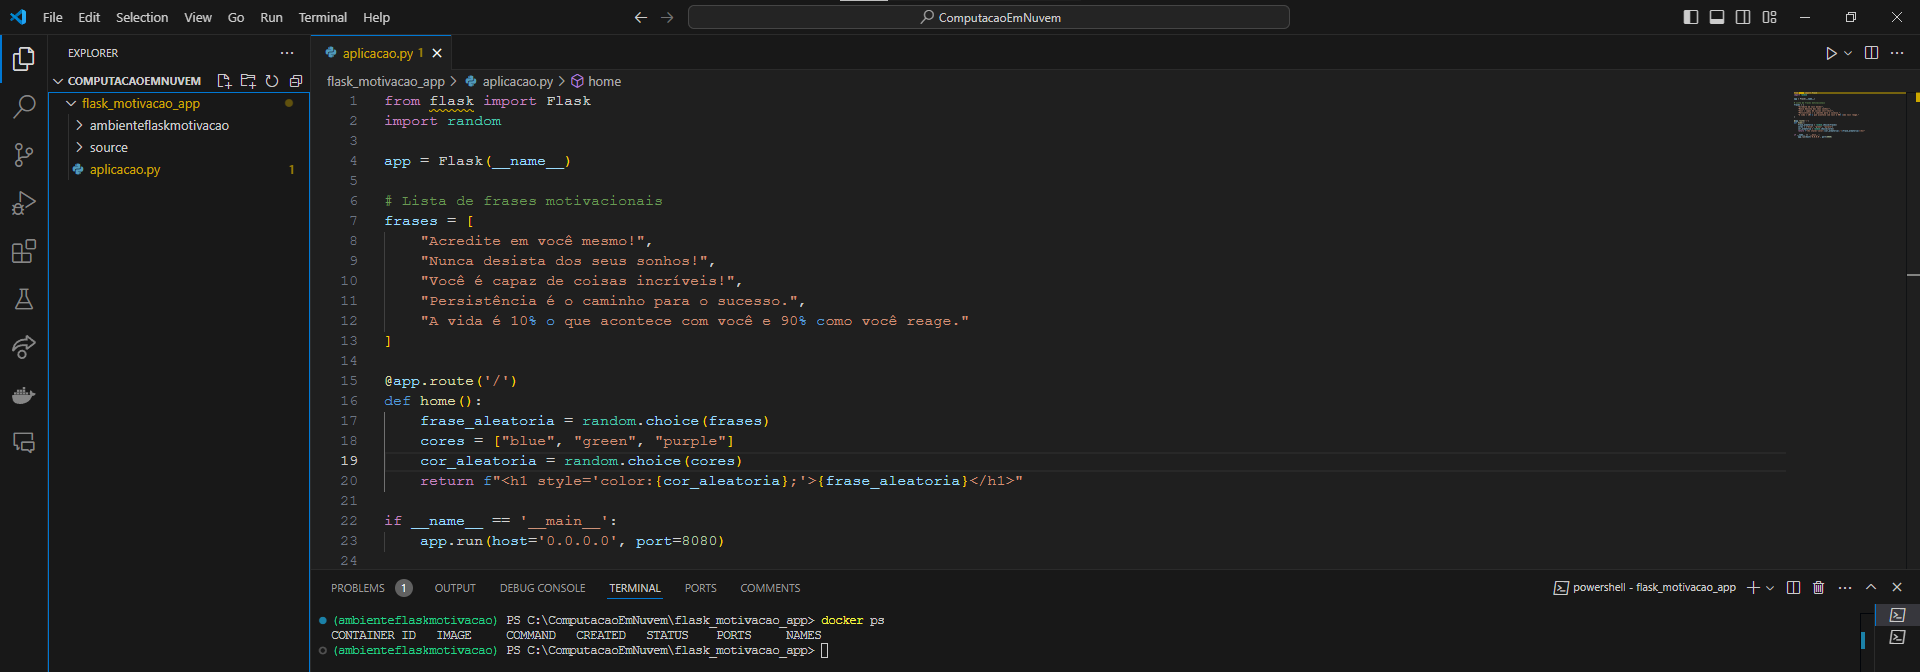 File Edit Selection View Go Run Terminal Help
ComputacaoEmNuvem
EXPLORER
COMPUTACAOEMNUVEM
flask_motivacao_app
ambienteflaskmotivacao
source
aplicacao.py 1
aplicacao.py 1
flask_motivacao_app > aplicacao.py > home
1 from flask import Flask
2 import random
3
4 app = Flask(__name__)
5
6 # Lista de frases motivacionais
7 frases = [
8 "Acredite em você mesmo!",
9 "Nunca desista dos seus sonhos!",
10 "Você é capaz de coisas incríveis!",
11 "Persistência é o caminho para o sucesso.",
12 "A vida é 10% o que acontece com você e 90% como você reage."
13 ]
14
15 @app.route('/')
16 def home():
17 frase_aleatoria = random.choice(frases)
18 cores = ["blue", "green", "purple"]
19 cor_aleatoria = random.choice(cores)
20 return f"<h1 style='color:{cor_aleatoria};'>{frase_aleatoria}</h1>"
21
22 if __name__ == '__main__':
23 app.run(host='0.0.0.0', port=8080)
24
PROBLEMS 1 OUTPUT DEBUG CONSOLE TERMINAL PORTS COMMENTS
powershell - flask_motivacao_app
(ambienteflaskmotivacao) PS C:\ComputacaoEmNuvem\flask_motivacao_app> docker ps
CONTAINER ID IMAGE COMMAND CREATED STATUS PORTS NAMES
(ambienteflaskmotivacao) PS C:\ComputacaoEmNuvem\flask_motivacao_app>